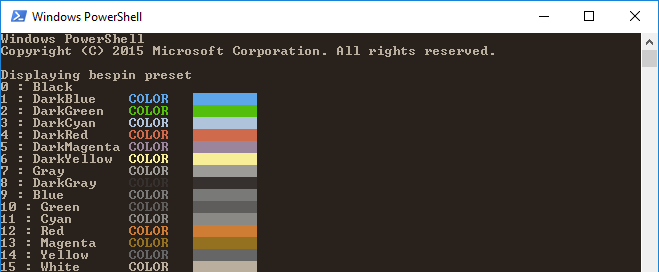 Windows PowerShell
Windows PowerShell
Copyright (C) 2015 Microsoft Corporation. All rights reserved.
Displaying bespin preset
0 : Black
1 : DarkBlue COLOR
2 : DarkGreen COLOR
3 : DarkCyan COLOR
4 : DarkRed COLOR
5 : DarkMagenta COLOR
6 : DarkYellow COLOR
7 : Gray COLOR
8 : DarkGray COLOR
9 : Blue COLOR
10 : Green COLOR
11 : Cyan COLOR
12 : Red COLOR
13 : Magenta COLOR
14 : Yellow COLOR
15 : White COLOR